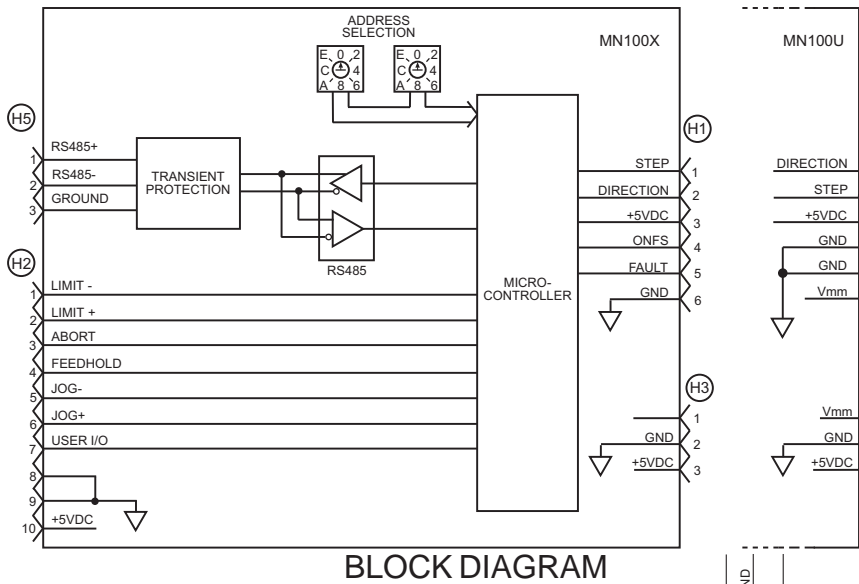 ADDRESS
SELECTION
MN100X
MN100U
E 0 2
C 4
A 8 6
E 0 2
C 4
A 8 6
H5
1 RS485+
2 RS485-
3 GROUND
TRANSIENT
PROTECTION
RS485
H2
1 LIMIT -
2 LIMIT +
3 ABORT
4 FEEDHOLD
5 JOG-
6 JOG+
7 USER I/O
8
9
10 +5VDC
MICRO-
CONTROLLER
H1
STEP 1
DIRECTION 2
+5VDC 3
ONFS 4
FAULT 5
GND 6
H3
1
GND 2
+5VDC 3
DIRECTION
STEP
+5VDC
GND
GND
Vmm
Vmm
GND
+5VDC
BLOCK DIAGRAM